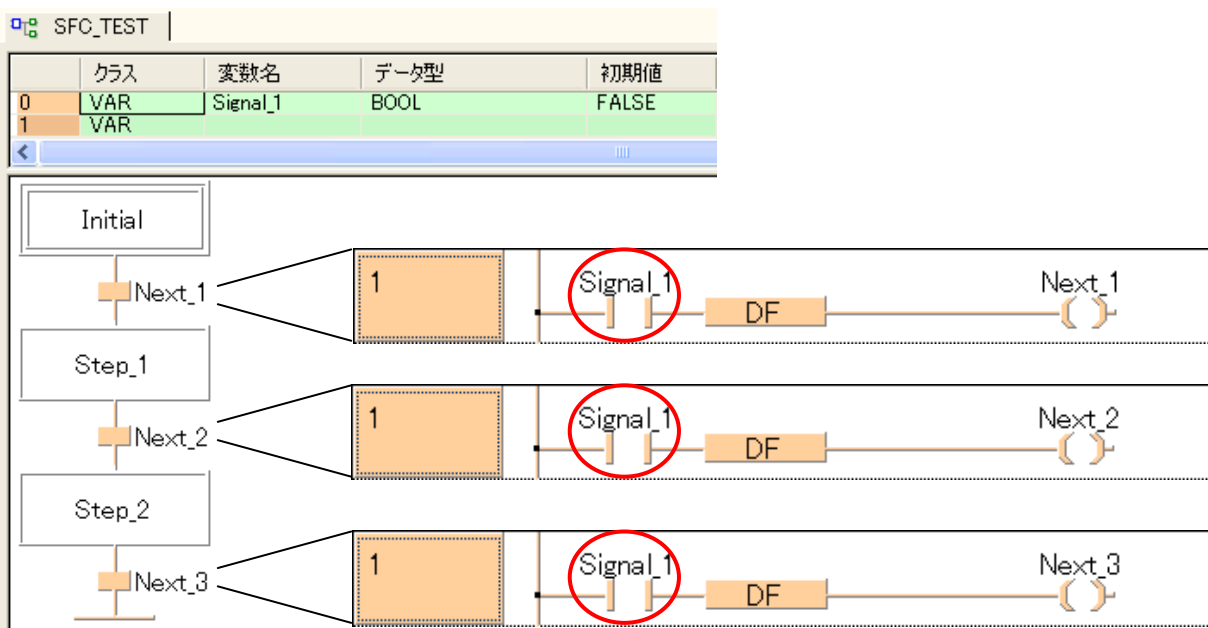 SFC_TEST
クラス 変数名 データ型 初期値
0 VAR Signal_1 BOOL FALSE
1 VAR
Initial
Next_1
1 Signal_1 DF Next_1
Step_1
Next_2
1 Signal_1 DF Next_2
Step_2
Next_3
1 Signal_1 DF Next_3